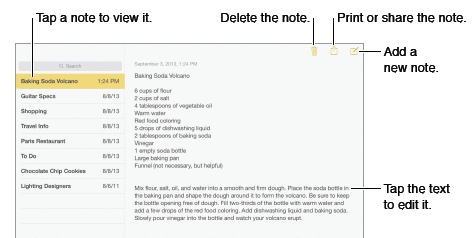 Tap a note to view it.
Delete the note.
Print or share the note.
Add a
new note.
Search
September 3, 2013, 1:24 PM
Baking Soda Volcano 1:24 PM
Guitar Specs 8/8/13
Shopping 8/8/13
Travel Info 8/8/13
Paris Restaurant 8/8/13
To Do 8/8/13
Chocolate Chip Cookies 8/8/13
Lighting Designers 8/6/11
Baking Soda Volcano
6 cups of flour
2 cups of salt
4 tablespoons of vegetable oil
Warm water
Red food coloring
5 drops of dishwashing liquid
2 tablespoons of baking soda
Vinegar
1 empty soda bottle
Large baking pan
Funnel (not necessary, but helpful)
Mix flour, salt, oil, and water into a smooth and firm dough. Place the soda bottle in
the baking pan and shape the dough around it to form the volcano. Be sure to keep
the bottle opening free of dough. Fill two-thirds of the bottle with warm water and
add a few drops of the red food coloring. Add dishwashing liquid and baking soda.
Slowly pour vinegar into the bottle and watch your volcano erupt.
Tap the text
to edit it.